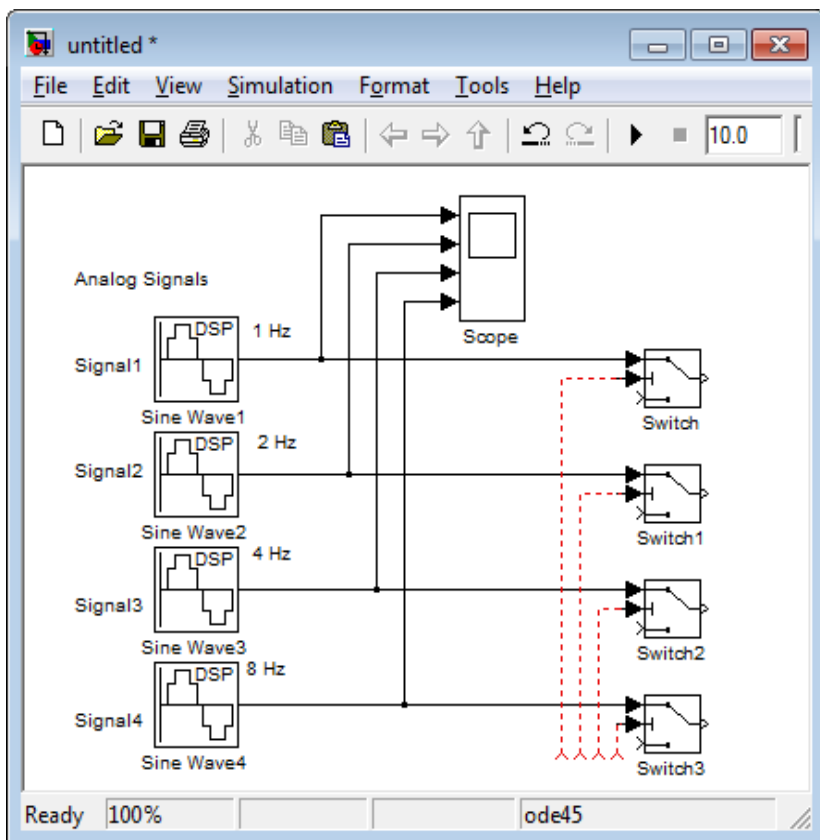 untitled *
File Edit View Simulation Format Tools Help
10.0
Analog Signals
Scope
Signal1
DSP
1 Hz
Sine Wave1
Switch
Signal2
DSP
2 Hz
Sine Wave2
Switch1
Signal3
DSP
4 Hz
Sine Wave3
Switch2
Signal4
DSP
8 Hz
Sine Wave4
Switch3
Ready 100% ode45